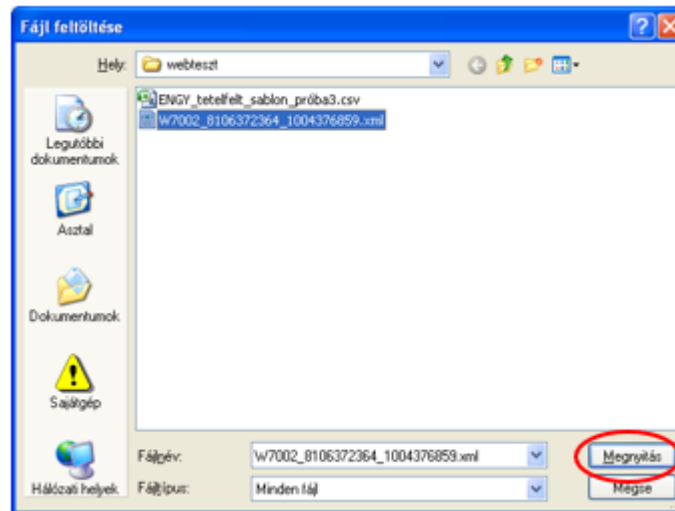 Fájl feltöltése
Hely: webteszt
ENGY_tetelfelt_sablon_próba3.csv
W7002_8106372364_1004376859.xml
Legutóbbi
dokumentumok
Asztal
Dokumentumok
Sajátgép
Hálózati helyek
Fájlnév: W7002_8106372364_1004376859.xml Megnyitás
Fájltípus: Minden fájl Mégse